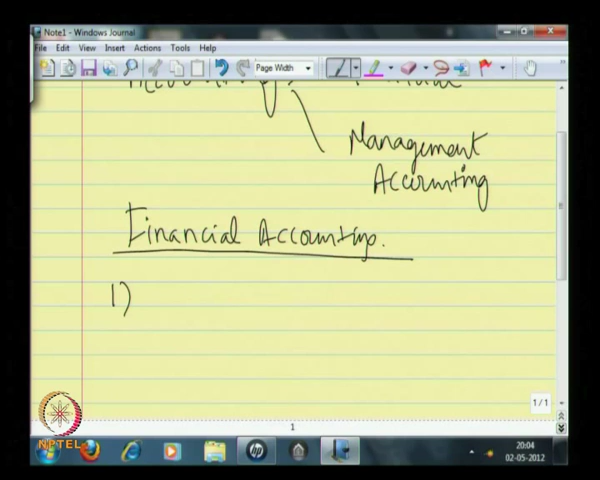 Note1 - Windows Journal
File Edit View Insert Actions Tools Help
Page Width
Management
Accounting
Financial Accounting.
1)
1/1
1
NPTEL
20:04
02-05-2012